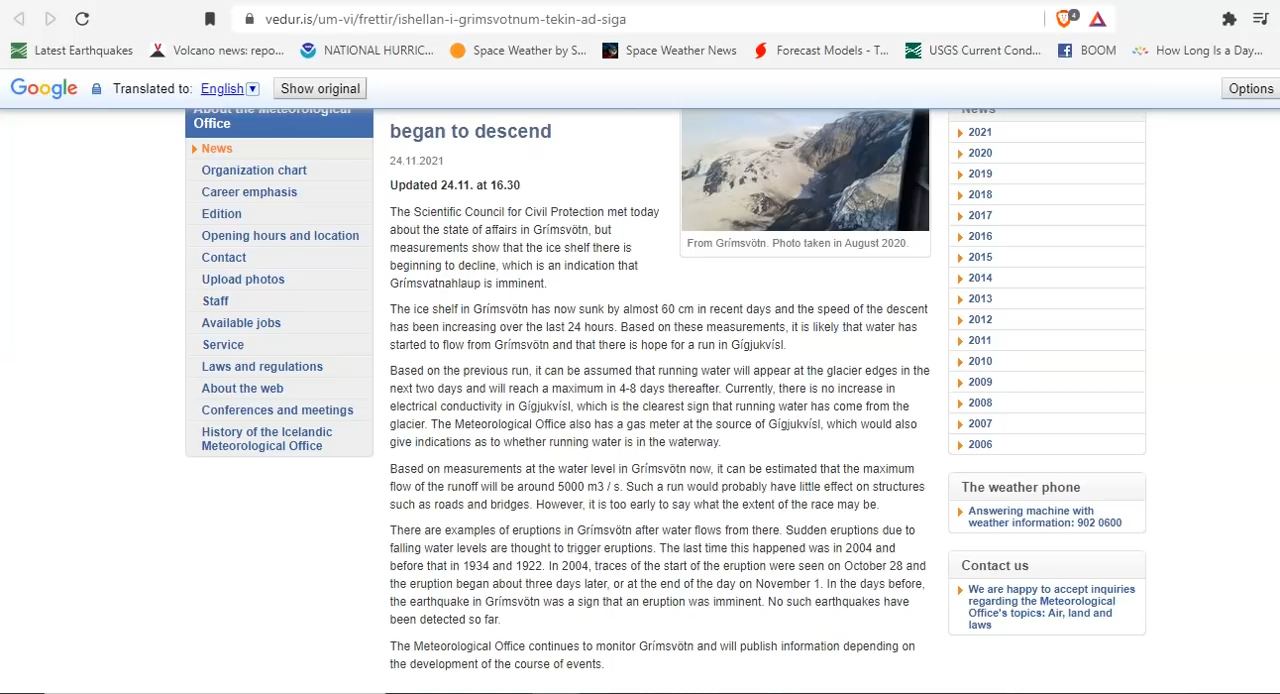 vedur.is/um-vi/frettir/ishellan-i-grimsvotnum-tekin-ad-siga
4
Latest Earthquakes
Volcano news: repo...
NATIONAL HURRIC...
Space Weather by S...
Space Weather News
Forecast Models - T...
USGS Current Cond...
BOOM
How Long Is a Day...
Google Translated to: English Show original Options
About the Meteorological
Office
News
Organization chart
Career emphasis
Edition
Opening hours and location
Contact
Upload photos
Staff
Available jobs
Service
Laws and regulations
About the web
Conferences and meetings
History of the Icelandic
Meteorological Office
began to descend
24.11.2021
Updated 24.11. at 16.30
The Scientific Council for Civil Protection met today
about the state of affairs in Grímsvötn, but
measurements show that the ice shelf there is
beginning to decline, which is an indication that
Grímsvatnahlaup is imminent.
From Grímsvötn. Photo taken in August 2020.
The ice shelf in Grímsvötn has now sunk by almost 60 cm in recent days and the speed of the descent
has been increasing over the last 24 hours. Based on these measurements, it is likely that water has
started to flow from Grímsvötn and that there is hope for a run in Gígjukvísl.
Based on the previous run, it can be assumed that running water will appear at the glacier edges in the
next two days and will reach a maximum in 4-8 days thereafter. Currently, there is no increase in
electrical conductivity in Gígjukvísl, which is the clearest sign that running water has come from the
glacier. The Meteorological Office also has a gas meter at the source of Gígjukvísl, which would also
give indications as to whether running water is in the waterway.
Based on measurements at the water level in Grímsvötn now, it can be estimated that the maximum
flow of the runoff will be around 5000 m3 / s. Such a run would probably have little effect on structures
such as roads and bridges. However, it is too early to say what the extent of the race may be.
There are examples of eruptions in Grímsvötn after water flows from there. Sudden eruptions due to
falling water levels are thought to trigger eruptions. The last time this happened was in 2004 and
before that in 1934 and 1922. In 2004, traces of the start of the eruption were seen on October 28 and
the eruption began about three days later, or at the end of the day on November 1. In the days before,
the earthquake in Grímsvötn was a sign that an eruption was imminent. No such earthquakes have
been detected so far.
The Meteorological Office continues to monitor Grímsvötn and will publish information depending on
the development of the course of events.
News
2021
2020
2019
2018
2017
2016
2015
2014
2013
2012
2011
2010
2009
2008
2007
2006
The weather phone
Answering machine with
weather information: 902 0600
Contact us
We are happy to accept inquiries
regarding the Meteorological
Office's topics: Air, land and
laws